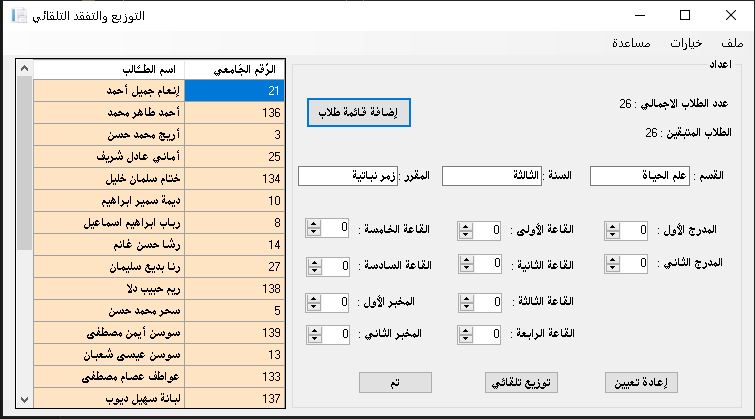 التوزيع والتفقد التلقائي
ملف خيارات مساعدة
اعداد
عدد الطلاب الاجمالي : 26
إضافة قائمة طلاب
الطلاب المتبقين : 26
القسم : علم الحياة السنة : الثالثة المقرر : زمر نباتية
المدرج الأول : 0 القاعة الأولى : 0 القاعة الخامسة : 0
المدرج الثاني : 0 القاعة الثانية : 0 القاعة السادسة : 0
القاعة الثالثة : 0 المخبر الأول : 0
القاعة الرابعة : 0 المخبر الثاني : 0
إعادة تعيين توزيع تلقائي تم
الرّقم الجّامعي اسم الطـّـالب
21 إنعام جميل أحمد
136 أحمد طاهر محمد
3 أريج محمد حسن
25 أماني عادل شريف
134 ختام سلمان خليل
10 ديمة سمير ابراهيم
8 رباب ابراهيم اسماعيل
14 رشا حسن غانم
27 رنا بديع سليمان
138 ريم حبيب دلا
5 سحر محمد حسن
139 سوسن أيمن مصطفى
13 سوسن عيسى شعبان
133 عواطف عصام مصطفى
137 لبانة سهيل ديوب